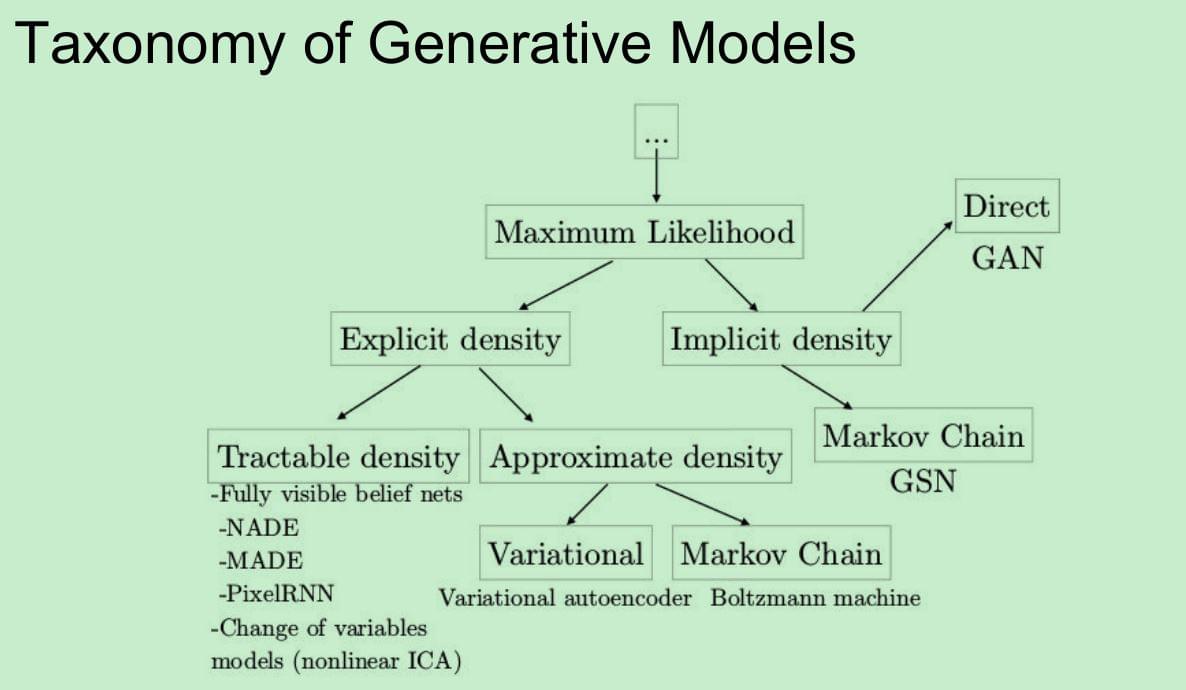 Taxonomy of Generative Models
...
Maximum Likelihood
Direct
GAN
Explicit density
Implicit density
Tractable density
-Fully visible belief nets
-NADE
-MADE
-PixelRNN
-Change of variables
models (nonlinear ICA)
Approximate density
Variational
Variational autoencoder
Markov Chain
Boltzmann machine
Markov Chain
GSN